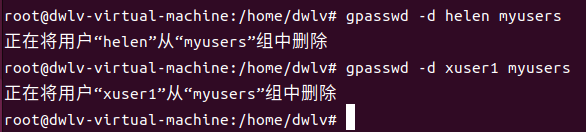 root@dwlv-virtual-machine:/home/dwlv# gpasswd -d helen myusers
正在将用户“helen”从“myusers”组中删除
root@dwlv-virtual-machine:/home/dwlv# gpasswd -d xuser1 myusers
正在将用户“xuser1”从“myusers”组中删除
root@dwlv-virtual-machine:/home/dwlv#